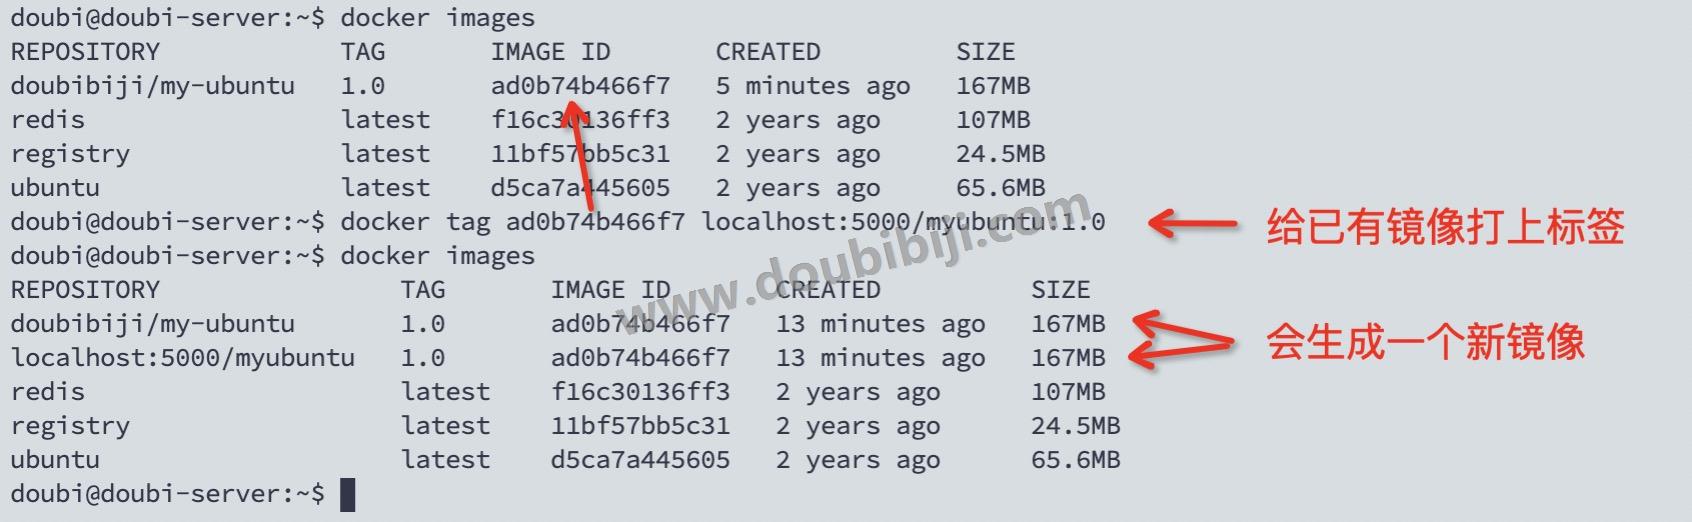 doubi@doubi-server:~$ docker images
REPOSITORY TAG IMAGE ID CREATED SIZE
doubibiji/my-ubuntu 1.0 ad0b74b466f7 5 minutes ago 167MB
redis latest f16c30136ff3 2 years ago 107MB
registry latest 11bf57bb5c31 2 years ago 24.5MB
ubuntu latest d5ca7a445605 2 years ago 65.6MB
doubi@doubi-server:~$ docker tag ad0b74b466f7 localhost:5000/myubuntu:1.0 给已有镜像打上标签
doubi@doubi-server:~$ docker images
REPOSITORY TAG IMAGE ID CREATED SIZE
doubibiji/my-ubuntu 1.0 ad0b74b466f7 13 minutes ago 167MB
localhost:5000/myubuntu 1.0 ad0b74b466f7 13 minutes ago 167MB 会生成一个新镜像
redis latest f16c30136ff3 2 years ago 107MB
registry latest 11bf57bb5c31 2 years ago 24.5MB
ubuntu latest d5ca7a445605 2 years ago 65.6MB
doubi@doubi-server:~$
www.doubibiji.com